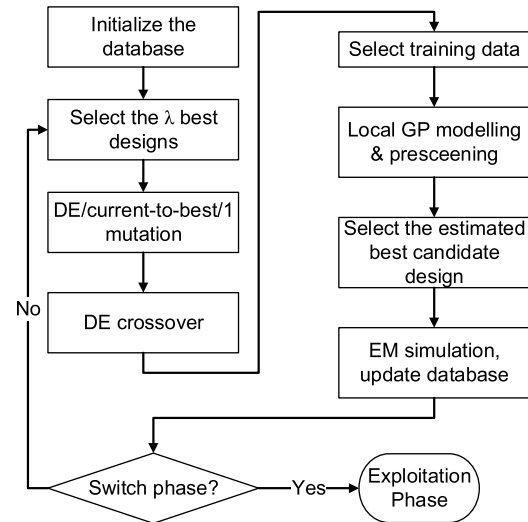 Initialize the
database
Select the λ best
designs
DE/current-to-best/1
mutation
DE crossover
Select training data
Local GP modelling
& presceening
Select the estimated
best candidate
design
EM simulation,
update database
Switch phase?
No
Yes
Exploitation
Phase